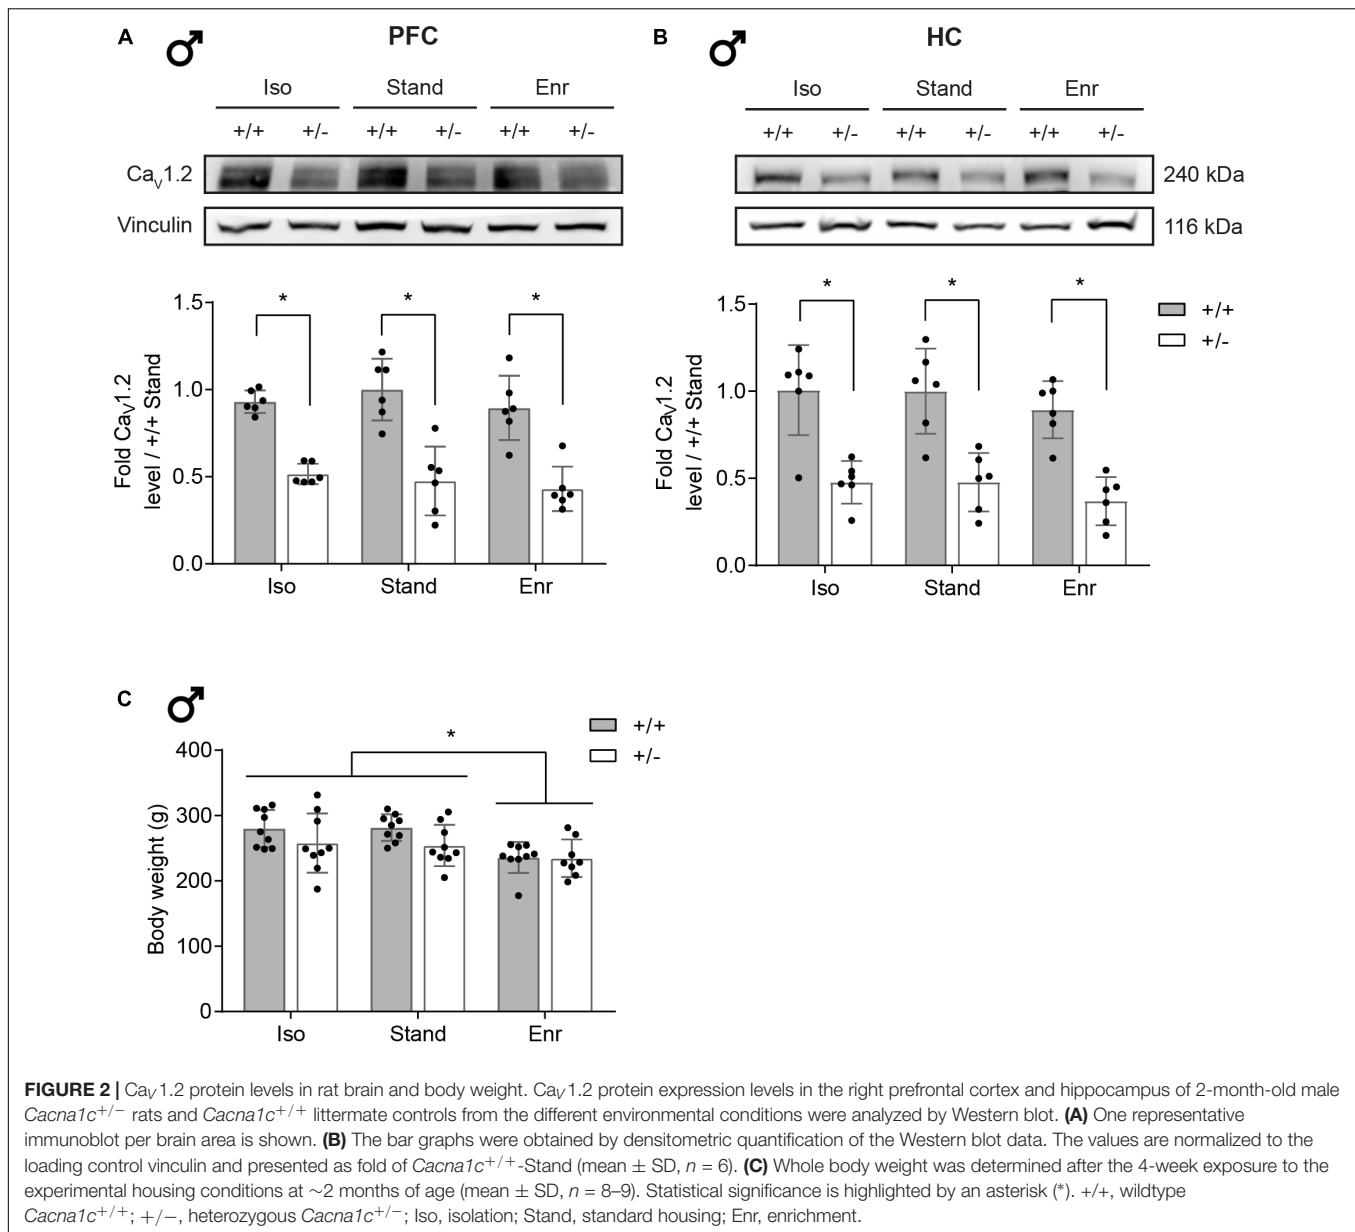 A ♂ PFC
Iso Stand Enr
+/+ +/- +/+ +/- +/+ +/-
CaV1.2
Vinculin
*
*
*
1.5
1.0
0.5
0.0
Fold CaV1.2
level / +/+ Stand
Iso Stand Enr
B ♂ HC
Iso Stand Enr
+/+ +/- +/+ +/- +/+ +/-
240 kDa
116 kDa
*
*
*
+/+
+/-
1.5
1.0
0.5
0.0
Fold CaV1.2
level / +/+ Stand
Iso Stand Enr
C ♂
+/+
+/-
*
400
300
200
100
0
Body weight (g)
Iso Stand Enr
FIGURE 2 | CaV1.2 protein levels in rat brain and body weight. CaV1.2 protein expression levels in the right prefrontal cortex and hippocampus of 2-month-old male
Cacna1c+/− rats and Cacna1c+/+ littermate controls from the different environmental conditions were analyzed by Western blot. (A) One representative
immunoblot per brain area is shown. (B) The bar graphs were obtained by densitometric quantification of the Western blot data. The values are normalized to the
loading control vinculin and presented as fold of Cacna1c+/+-Stand (mean ± SD, n = 6). (C) Whole body weight was determined after the 4-week exposure to the
experimental housing conditions at ∼2 months of age (mean ± SD, n = 8–9). Statistical significance is highlighted by an asterisk (*). +/+, wildtype
Cacna1c+/+; +/−, heterozygous Cacna1c+/−; Iso, isolation; Stand, standard housing; Enr, enrichment.